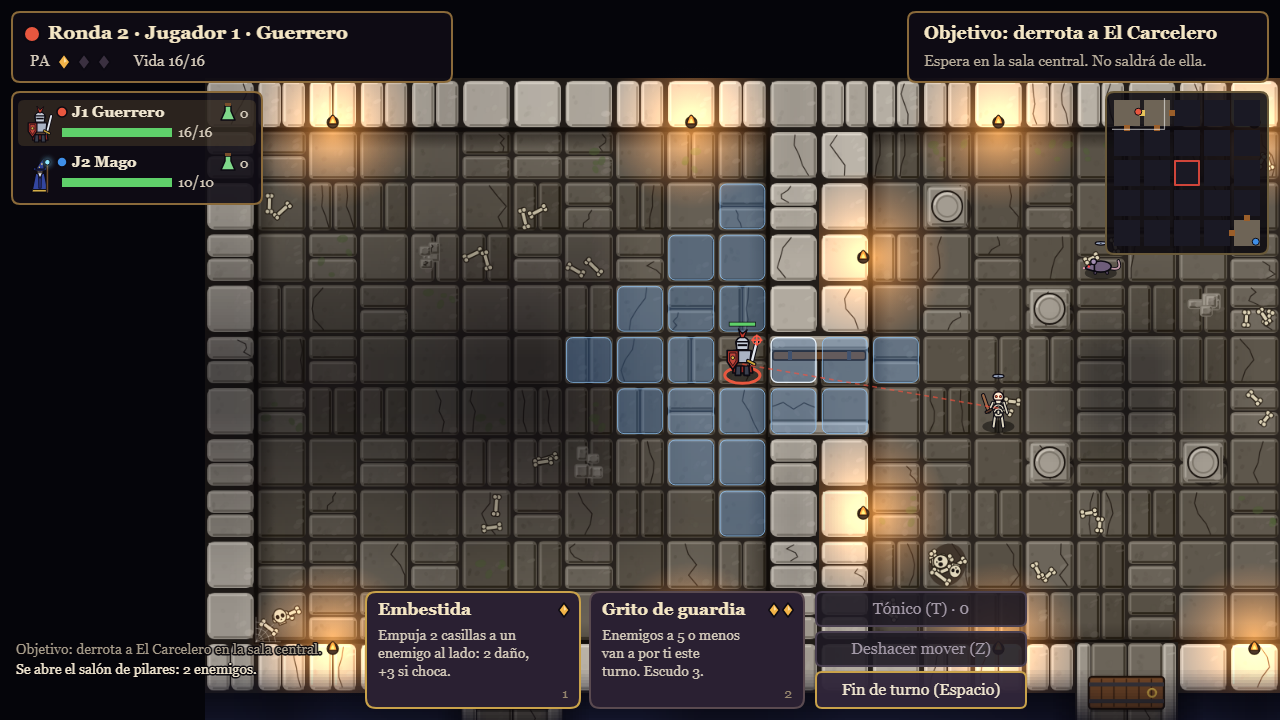 Ronda 2 · Jugador 1 · Guerrero
PA
Vida 16/16
Objetivo: derrota a El Carcelero
Espera en la sala central. No saldrá de ella.
J1 Guerrero
0
16/16
J2 Mago
0
10/10
Objetivo: derrota a El Carcelero en la sala central.
Se abre el salón de pilares: 2 enemigos.
Embestida
Empuja 2 casillas a un
enemigo al lado: 2 daño,
+3 si choca.
1
Grito de guardia
Enemigos a 5 o menos
van a por ti este
turno. Escudo 3.
2
Tónico (T) · 0
Deshacer mover (Z)
Fin de turno (Espacio)